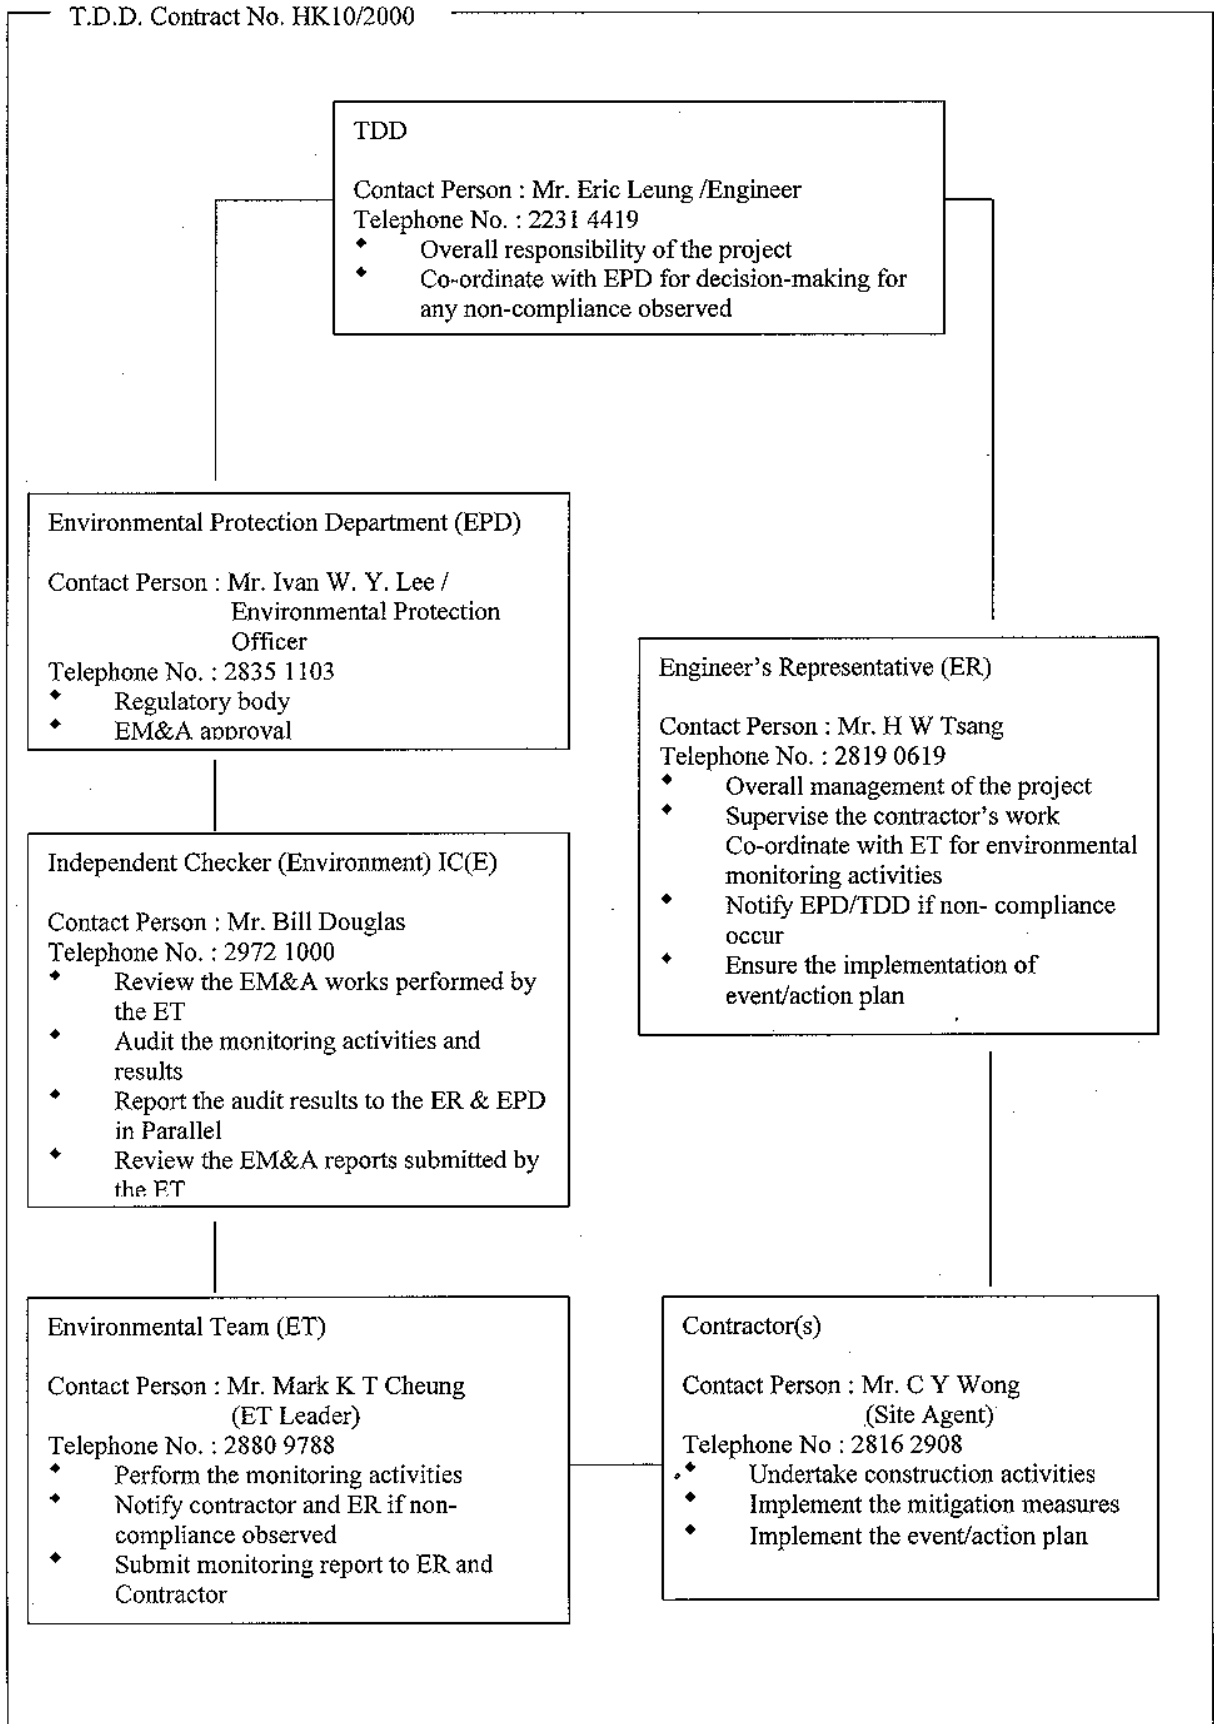 T.D.D. Contract No. HK10/2000
TDD
Contact Person : Mr. Eric Leung /Engineer
Telephone No. : 2231 4419
◆ Overall responsibility of the project
◆ Co-ordinate with EPD for decision-making for
any non-compliance observed
Environmental Protection Department (EPD)
Contact Person : Mr. Ivan W. Y. Lee /
Environmental Protection
Officer
Telephone No. : 2835 1103
◆ Regulatory body
◆ EM&A approval
Engineer's Representative (ER)
Contact Person : Mr. H W Tsang
Telephone No. : 2819 0619
◆ Overall management of the project
◆ Supervise the contractor's work
Co-ordinate with ET for environmental
monitoring activities
◆ Notify EPD/TDD if non- compliance
occur
◆ Ensure the implementation of
event/action plan
Independent Checker (Environment) IC(E)
Contact Person : Mr. Bill Douglas
Telephone No. : 2972 1000
◆ Review the EM&A works performed by
the ET
◆ Audit the monitoring activities and
results
◆ Report the audit results to the ER & EPD
in Parallel
◆ Review the EM&A reports submitted by
the ET
Environmental Team (ET)
Contact Person : Mr. Mark K T Cheung
(ET Leader)
Telephone No. : 2880 9788
◆ Perform the monitoring activities
◆ Notify contractor and ER if non-
compliance observed
◆ Submit monitoring report to ER and
Contractor
Contractor(s)
Contact Person : Mr. C Y Wong
(Site Agent)
Telephone No : 2816 2908
◆ Undertake construction activities
◆ Implement the mitigation measures
◆ Implement the event/action plan